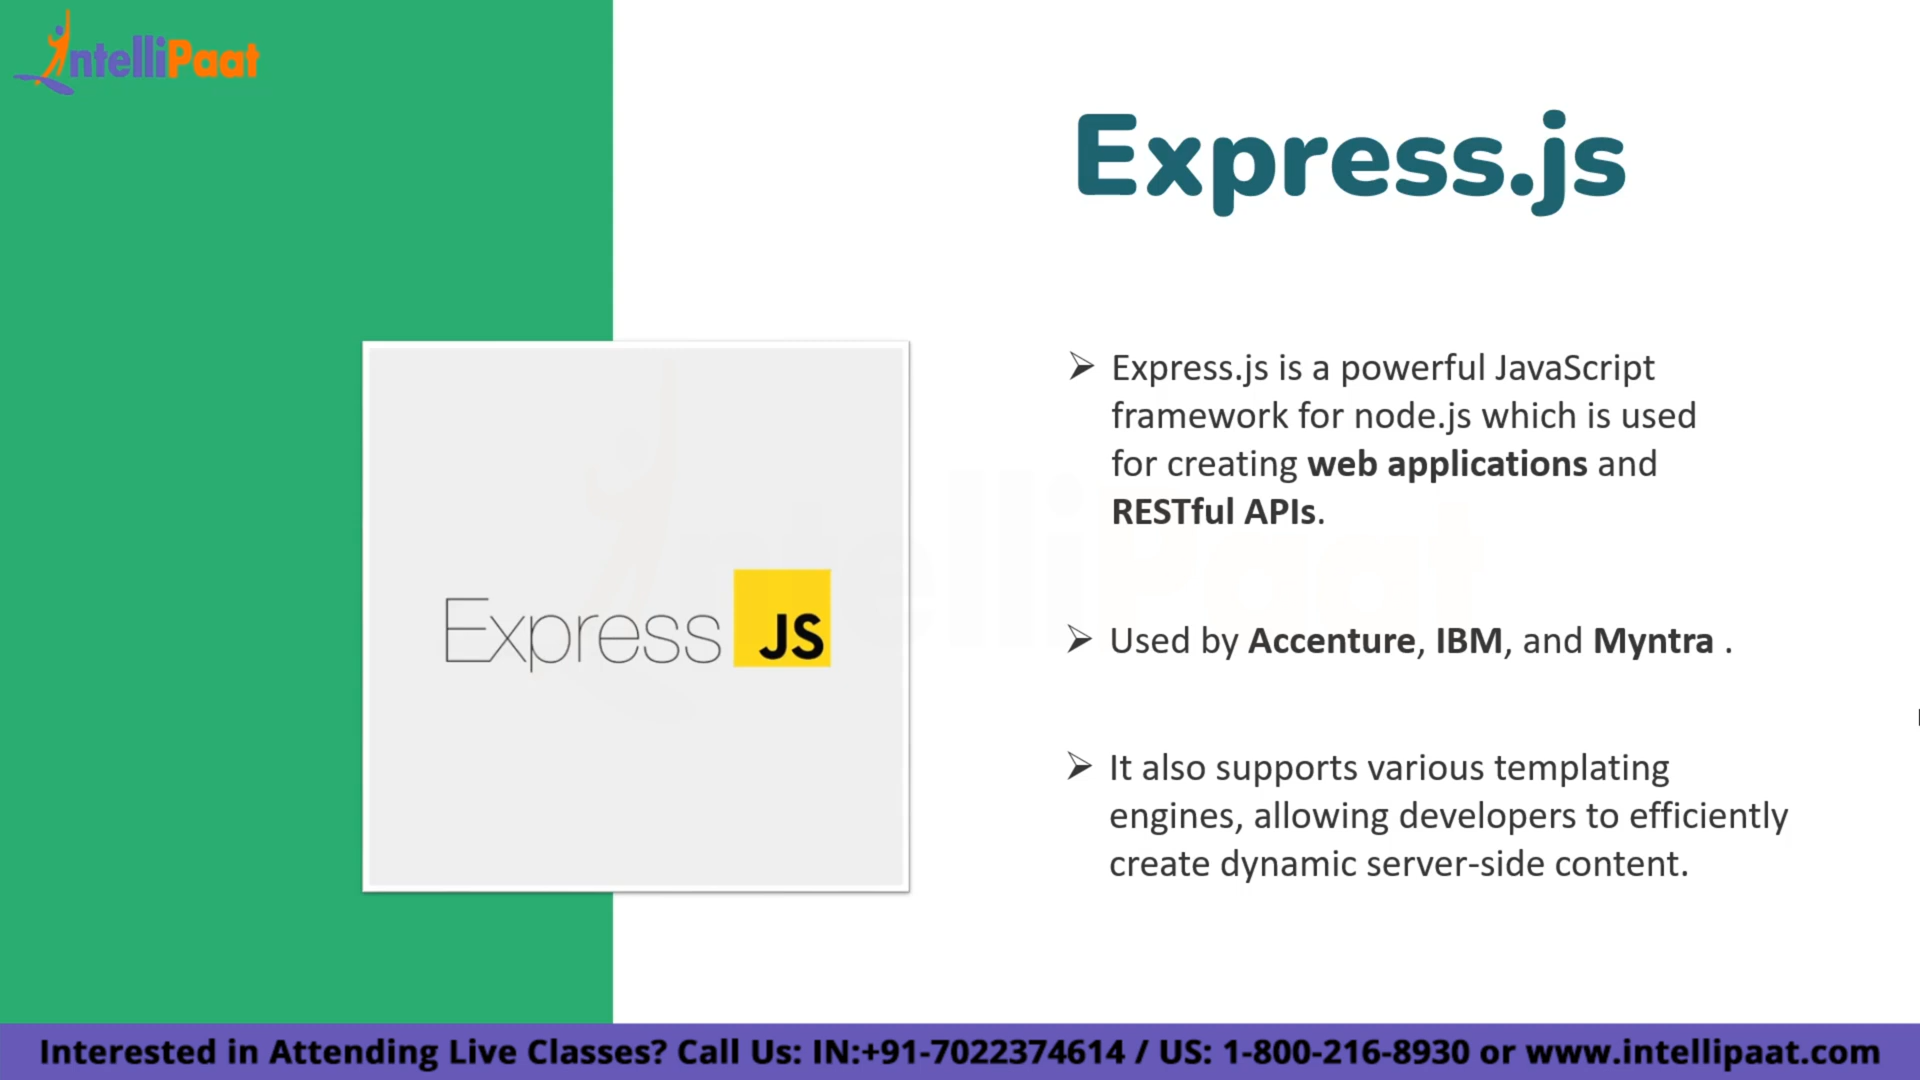 IntelliPaat
Express.js
➢ Express.js is a powerful JavaScript
framework for node.js which is used
for creating web applications and
RESTful APIs.
Express JS
➢ Used by Accenture, IBM, and Myntra .
➢ It also supports various templating
engines, allowing developers to efficiently
create dynamic server-side content.
Interested in Attending Live Classes? Call Us: IN:+91-7022374614 / US: 1-800-216-8930 or www.intellipaat.com